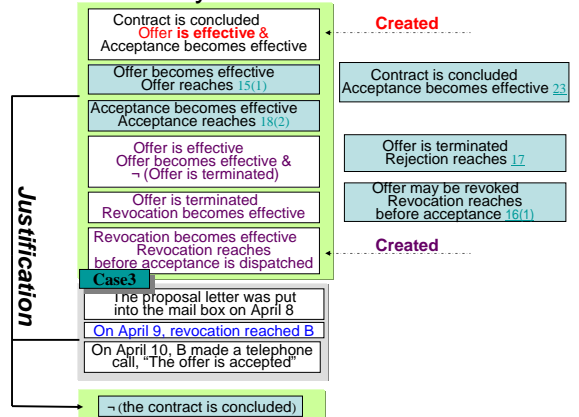 Contract is concluded
Offer is effective &
Acceptance becomes effective
Created
Offer becomes effective
Offer reaches 15(1)
Contract is concluded
Acceptance becomes effective 23
Acceptance becomes effective
Acceptance reaches 18(2)
Offer is effective
Offer becomes effective &
¬ (Offer is terminated)
Offer is terminated
Rejection reaches 17
Offer is terminated
Revocation becomes effective
Offer may be revoked
Revocation reaches
before acceptance 16(1)
Revocation becomes effective
Revocation reaches
before acceptance is dispatched
Created
Justification
Case3
The proposal letter was put
into the mail box on April 8
On April 9, revocation reached B
On April 10, B made a telephone
call, “The offer is accepted”
¬ (the contract is concluded)